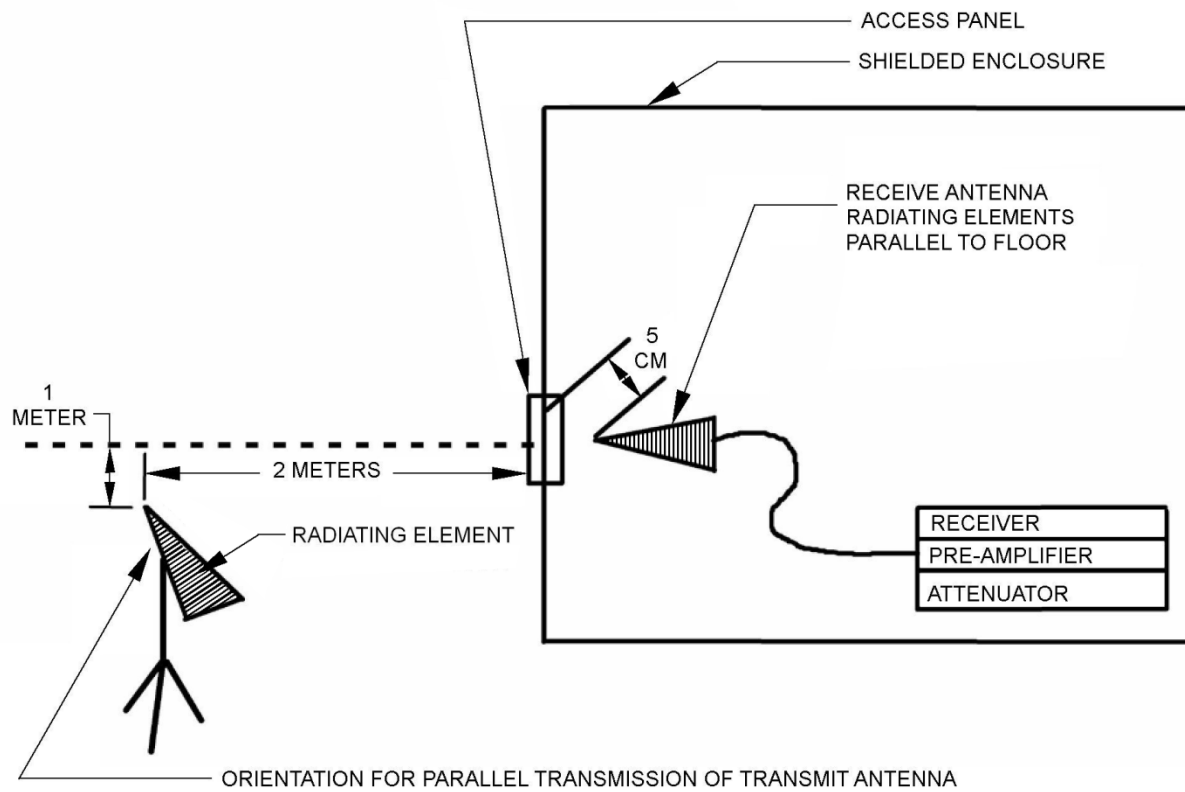 ACCESS PANEL
SHIELDED ENCLOSURE
RECEIVE ANTENNA
RADIATING ELEMENTS
PARALLEL TO FLOOR
5
CM
1
METER
2 METERS
RADIATING ELEMENT
RECEIVER
PRE-AMPLIFIER
ATTENUATOR
ORIENTATION FOR PARALLEL TRANSMISSION OF TRANSMIT ANTENNA